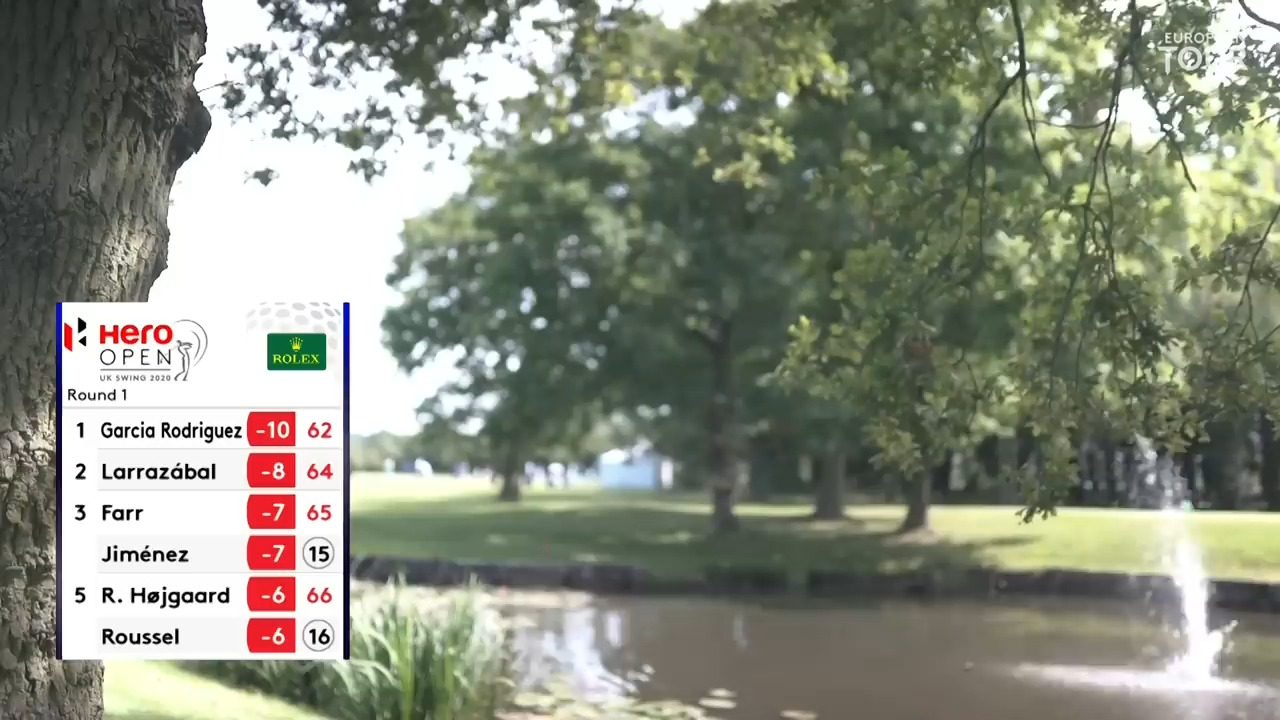 EUROPEAN
TOUR
HERO
OPEN
UK SWING 2020
ROLEX
Round 1
1 Garcia Rodriguez -10 62
2 Larrazábal -8 64
3 Farr -7 65
Jiménez -7 15
5 R. Højgaard -6 66
Roussel -6 16